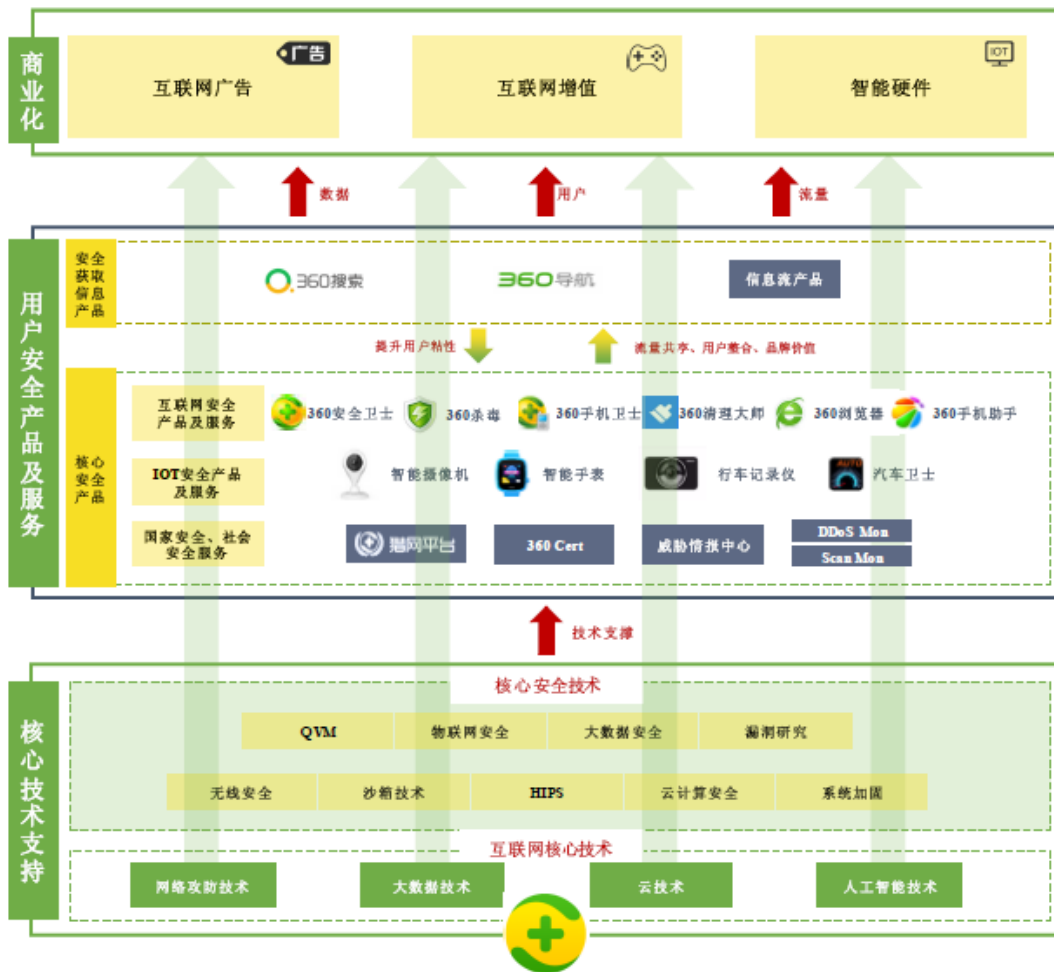 商业化
广告
互联网广告
互联网增值
IOT
智能硬件
数据
用户
流量
用户安全产品及服务
安全
获取
信息
产品
360搜索
360导航
信息流产品
提升用户粘性
流量共享、用户整合、品牌价值
核心
安全
产品
互联网安全
产品及服务
360安全卫士
360杀毒
360手机卫士
360清理大师
360浏览器
360手机助手
IOT安全产品
及服务
智能摄像机
智能手表
行车记录仪
AUTO
汽车卫士
国家安全、社会
安全服务
猎网平台
360 Cert
威胁情报中心
DDoS Mon
Scan Mon
技术支撑
核心技术支持
核心安全技术
QVM
物联网安全
大数据安全
漏洞研究
无线安全
沙箱技术
HIPS
云计算安全
系统加固
互联网核心技术
网络攻防技术
大数据技术
云技术
人工智能技术